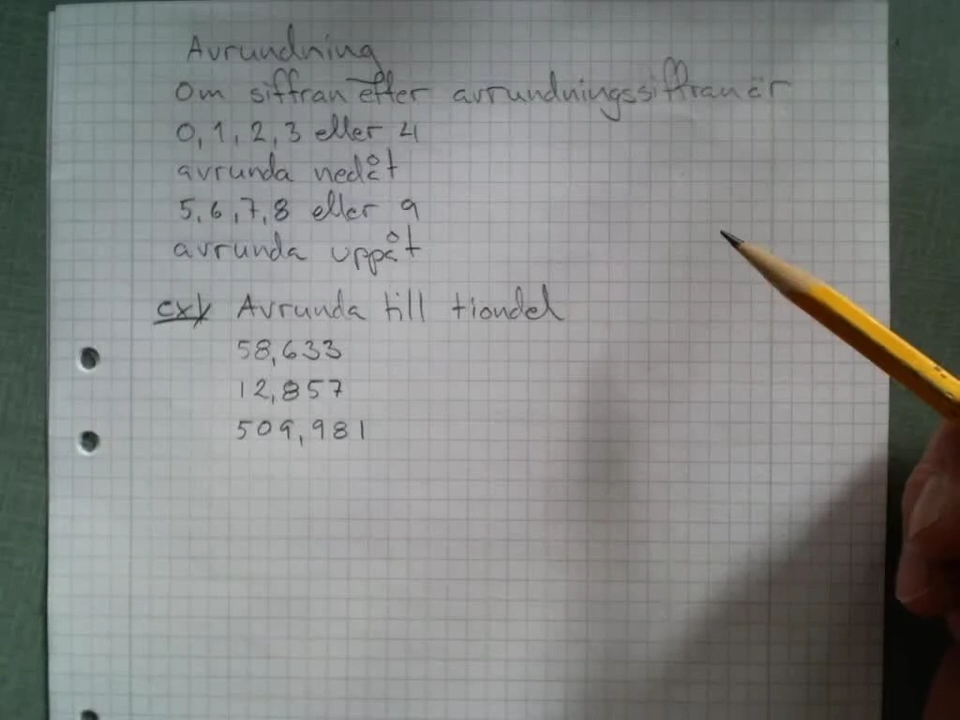 Avrundning
Om siffran efter avrundningssiffran är
0, 1, 2, 3 eller 4
avrunda nedåt
5, 6, 7, 8 eller 9
avrunda uppåt
ex) Avrunda till tiondel
58,633
12,857
509,981